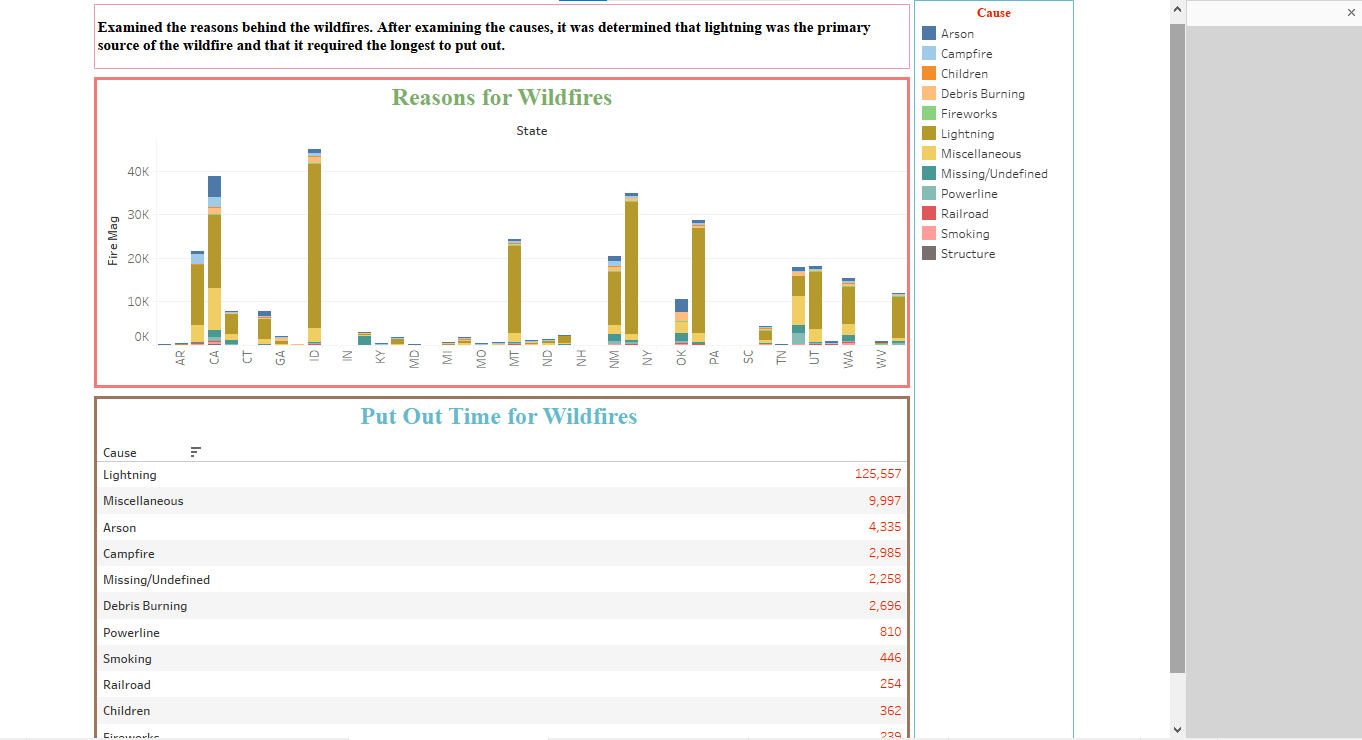 Examined the reasons behind the wildfires. After examining the causes, it was determined that lightning was the primary
source of the wildfire and that it required the longest to put out.
Reasons for Wildfires
State
Fire Mag
40K
30K
20K
10K
0K
AR
CA
CT
GA
ID
IN
KY
MD
MI
MO
MT
ND
NH
NM
NY
OK
PA
SC
TN
UT
WA
WV
Put Out Time for Wildfires
Cause
Lightning 125,557
Miscellaneous 9,997
Arson 4,335
Campfire 2,985
Missing/Undefined 2,258
Debris Burning 2,696
Powerline 810
Smoking 446
Railroad 254
Children 362
Fireworks 239
Cause
Arson
Campfire
Children
Debris Burning
Fireworks
Lightning
Miscellaneous
Missing/Undefined
Powerline
Railroad
Smoking
Structure